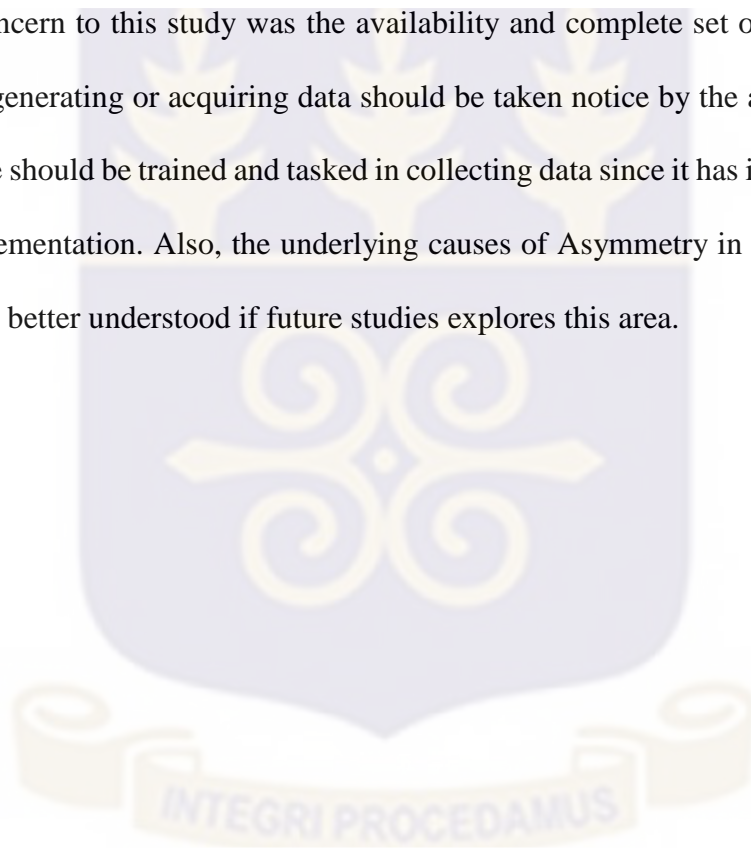 ncern to this study was the availability and complete set o
generating or acquiring data should be taken notice by the a
e should be trained and tasked in collecting data since it has i
ementation. Also, the underlying causes of Asymmetry in
better understood if future studies explores this area.
INTEGRI PROCEDAMUS